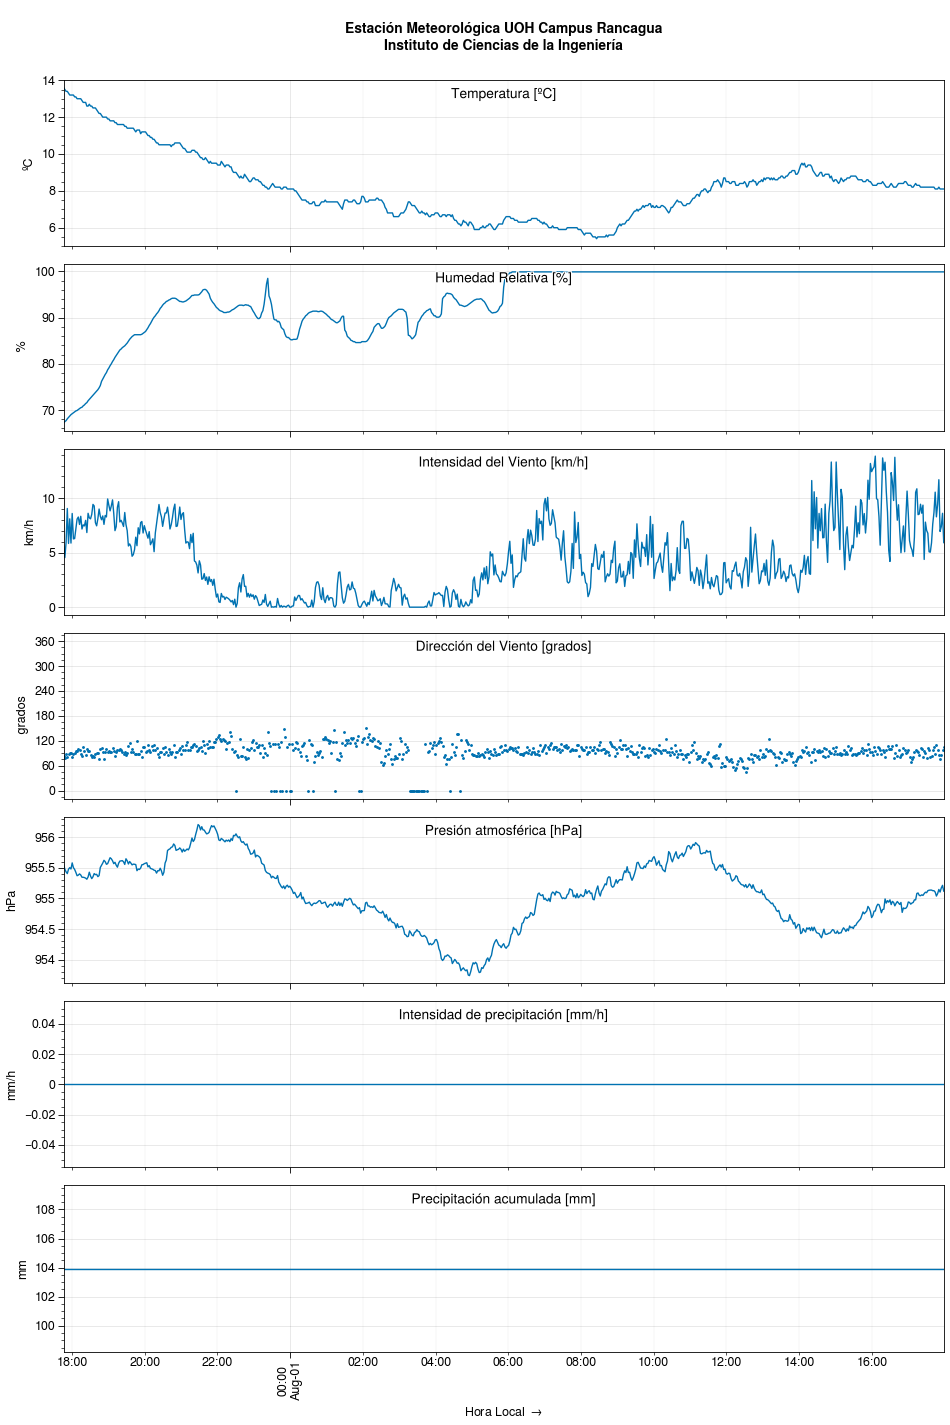 Estación Meteorológica UOH Campus Rancagua
Instituto de Ciencias de la Ingeniería
Temperatura [ºC]
14
12
10
8
6
ºC
Humedad Relativa [%]
100
90
80
70
%
Intensidad del Viento [km/h]
10
5
0
km/h
Dirección del Viento [grados]
360
300
240
180
120
60
0
grados
Presión atmosférica [hPa]
956
955.5
955
954.5
954
hPa
Intensidad de precipitación [mm/h]
0.04
0.02
0
−0.02
−0.04
mm/h
Precipitación acumulada [mm]
108
106
104
102
100
mm
18:00 20:00 22:00 00:00 02:00 04:00 06:00 08:00 10:00 12:00 14:00 16:00
Aug-01
Hora Local →